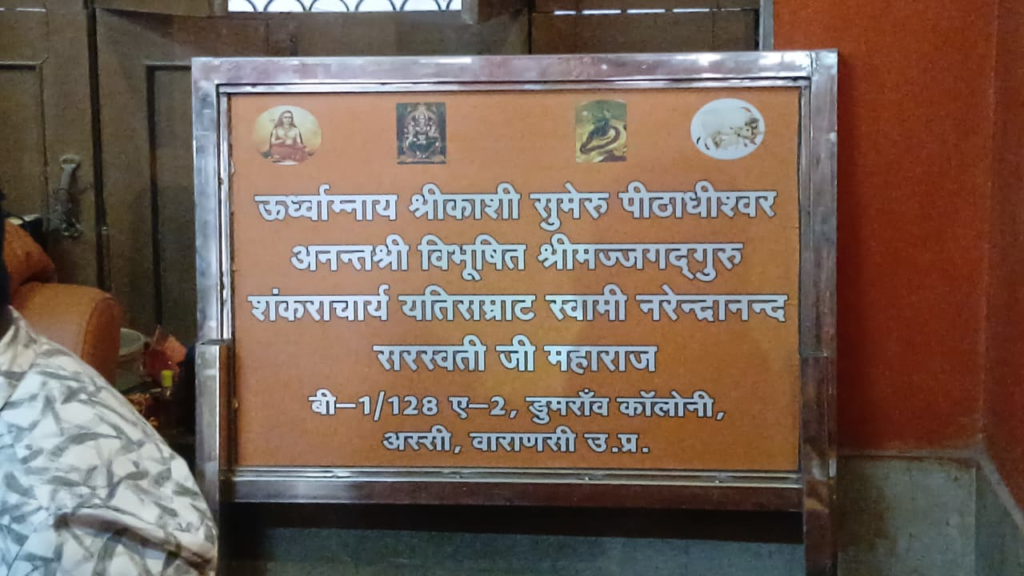 ऊर्ध्वाम्नाय श्रीकाशी सुमेरु पीठाधीश्वर
अनन्तश्री विभूषित श्रीमज्जगद्‌गुरु
शंकराचार्य यतिसम्राट स्वामी नरेन्द्रानन्द
सरस्वती जी महाराज
बी–1/128 ए–2, डुमराँव कॉलोनी,
अस्सी, वाराणसी उ.प्र.